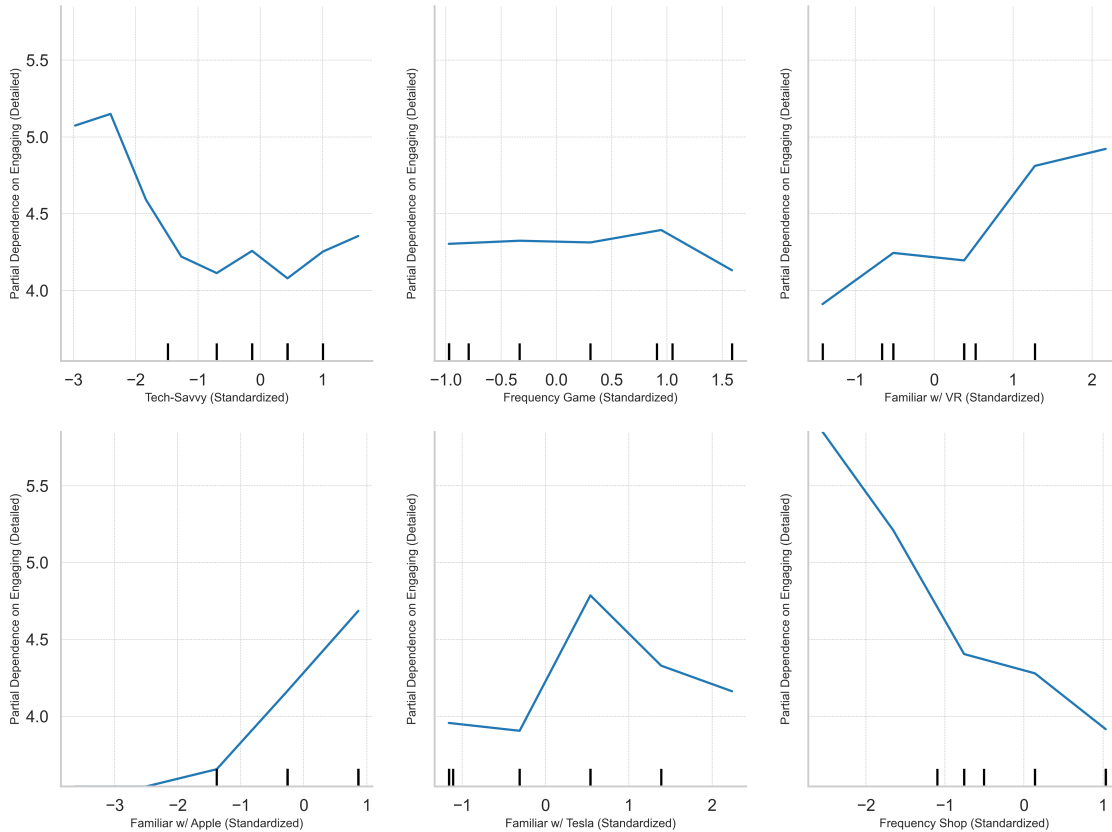 Partial Dependence on Engaging (Detailed)
5.5
5.0
4.5
4.0
−3 −2 −1 0 1
Tech-Savvy (Standardized)
Partial Dependence on Engaging (Detailed)
−1.0 −0.5 0.0 0.5 1.0 1.5
Frequency Game (Standardized)
Partial Dependence on Engaging (Detailed)
−1 0 1 2
Familiar w/ VR (Standardized)
Partial Dependence on Engaging (Detailed)
5.5
5.0
4.5
4.0
−3 −2 −1 0 1
Familiar w/ Apple (Standardized)
Partial Dependence on Engaging (Detailed)
−1 0 1 2
Familiar w/ Tesla (Standardized)
Partial Dependence on Engaging (Detailed)
−2 −1 0 1
Frequency Shop (Standardized)